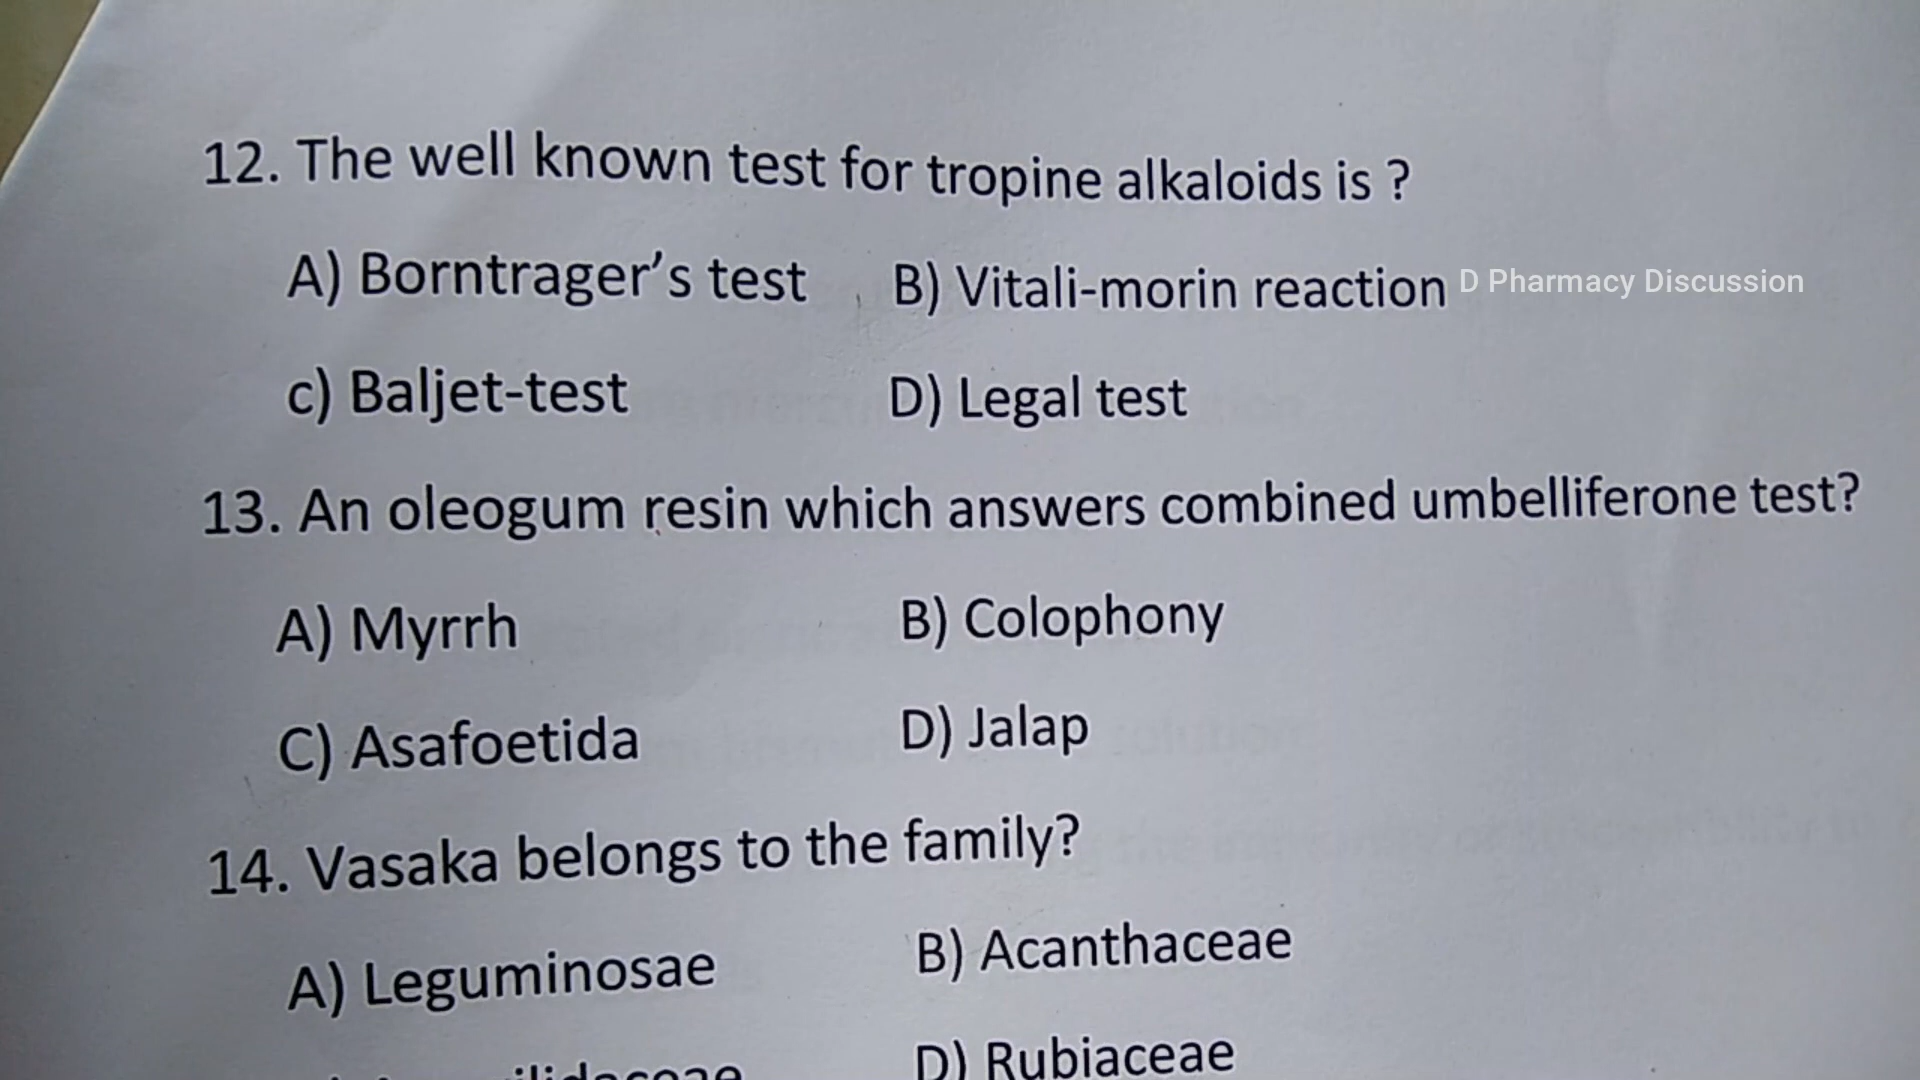 12. The well known test for tropine alkaloids is ?
A) Borntrager's test B) Vitali-morin reaction D Pharmacy Discussion
c) Baljet-test D) Legal test
13. An oleogum resin which answers combined umbelliferone test?
A) Myrrh B) Colophony
C) Asafoetida D) Jalap
14. Vasaka belongs to the family?
A) Leguminosae B) Acanthaceae
D) Rubiaceae